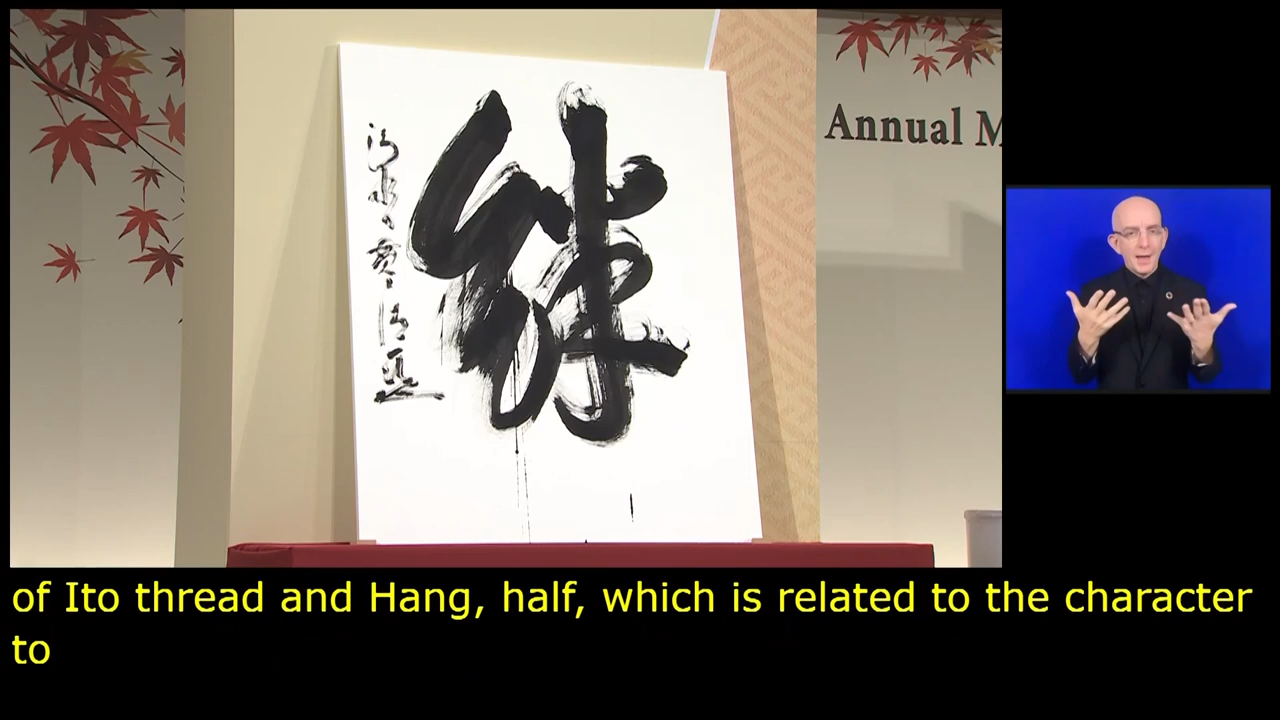 絆
Annual M
of Ito thread and Hang, half, which is related to the character
to